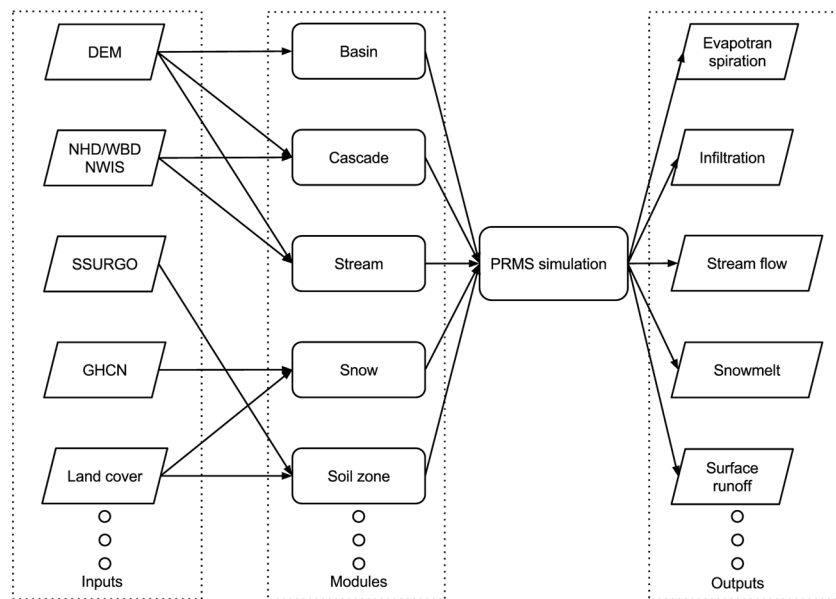 DEM
NHD/WBD
NWIS
SSURGO
GHCN
Land cover
Inputs
Basin
Cascade
Stream
Snow
Soil zone
Modules
PRMS simulation
Evapotran
spiration
Infiltration
Stream flow
Snowmelt
Surface
runoff
Outputs